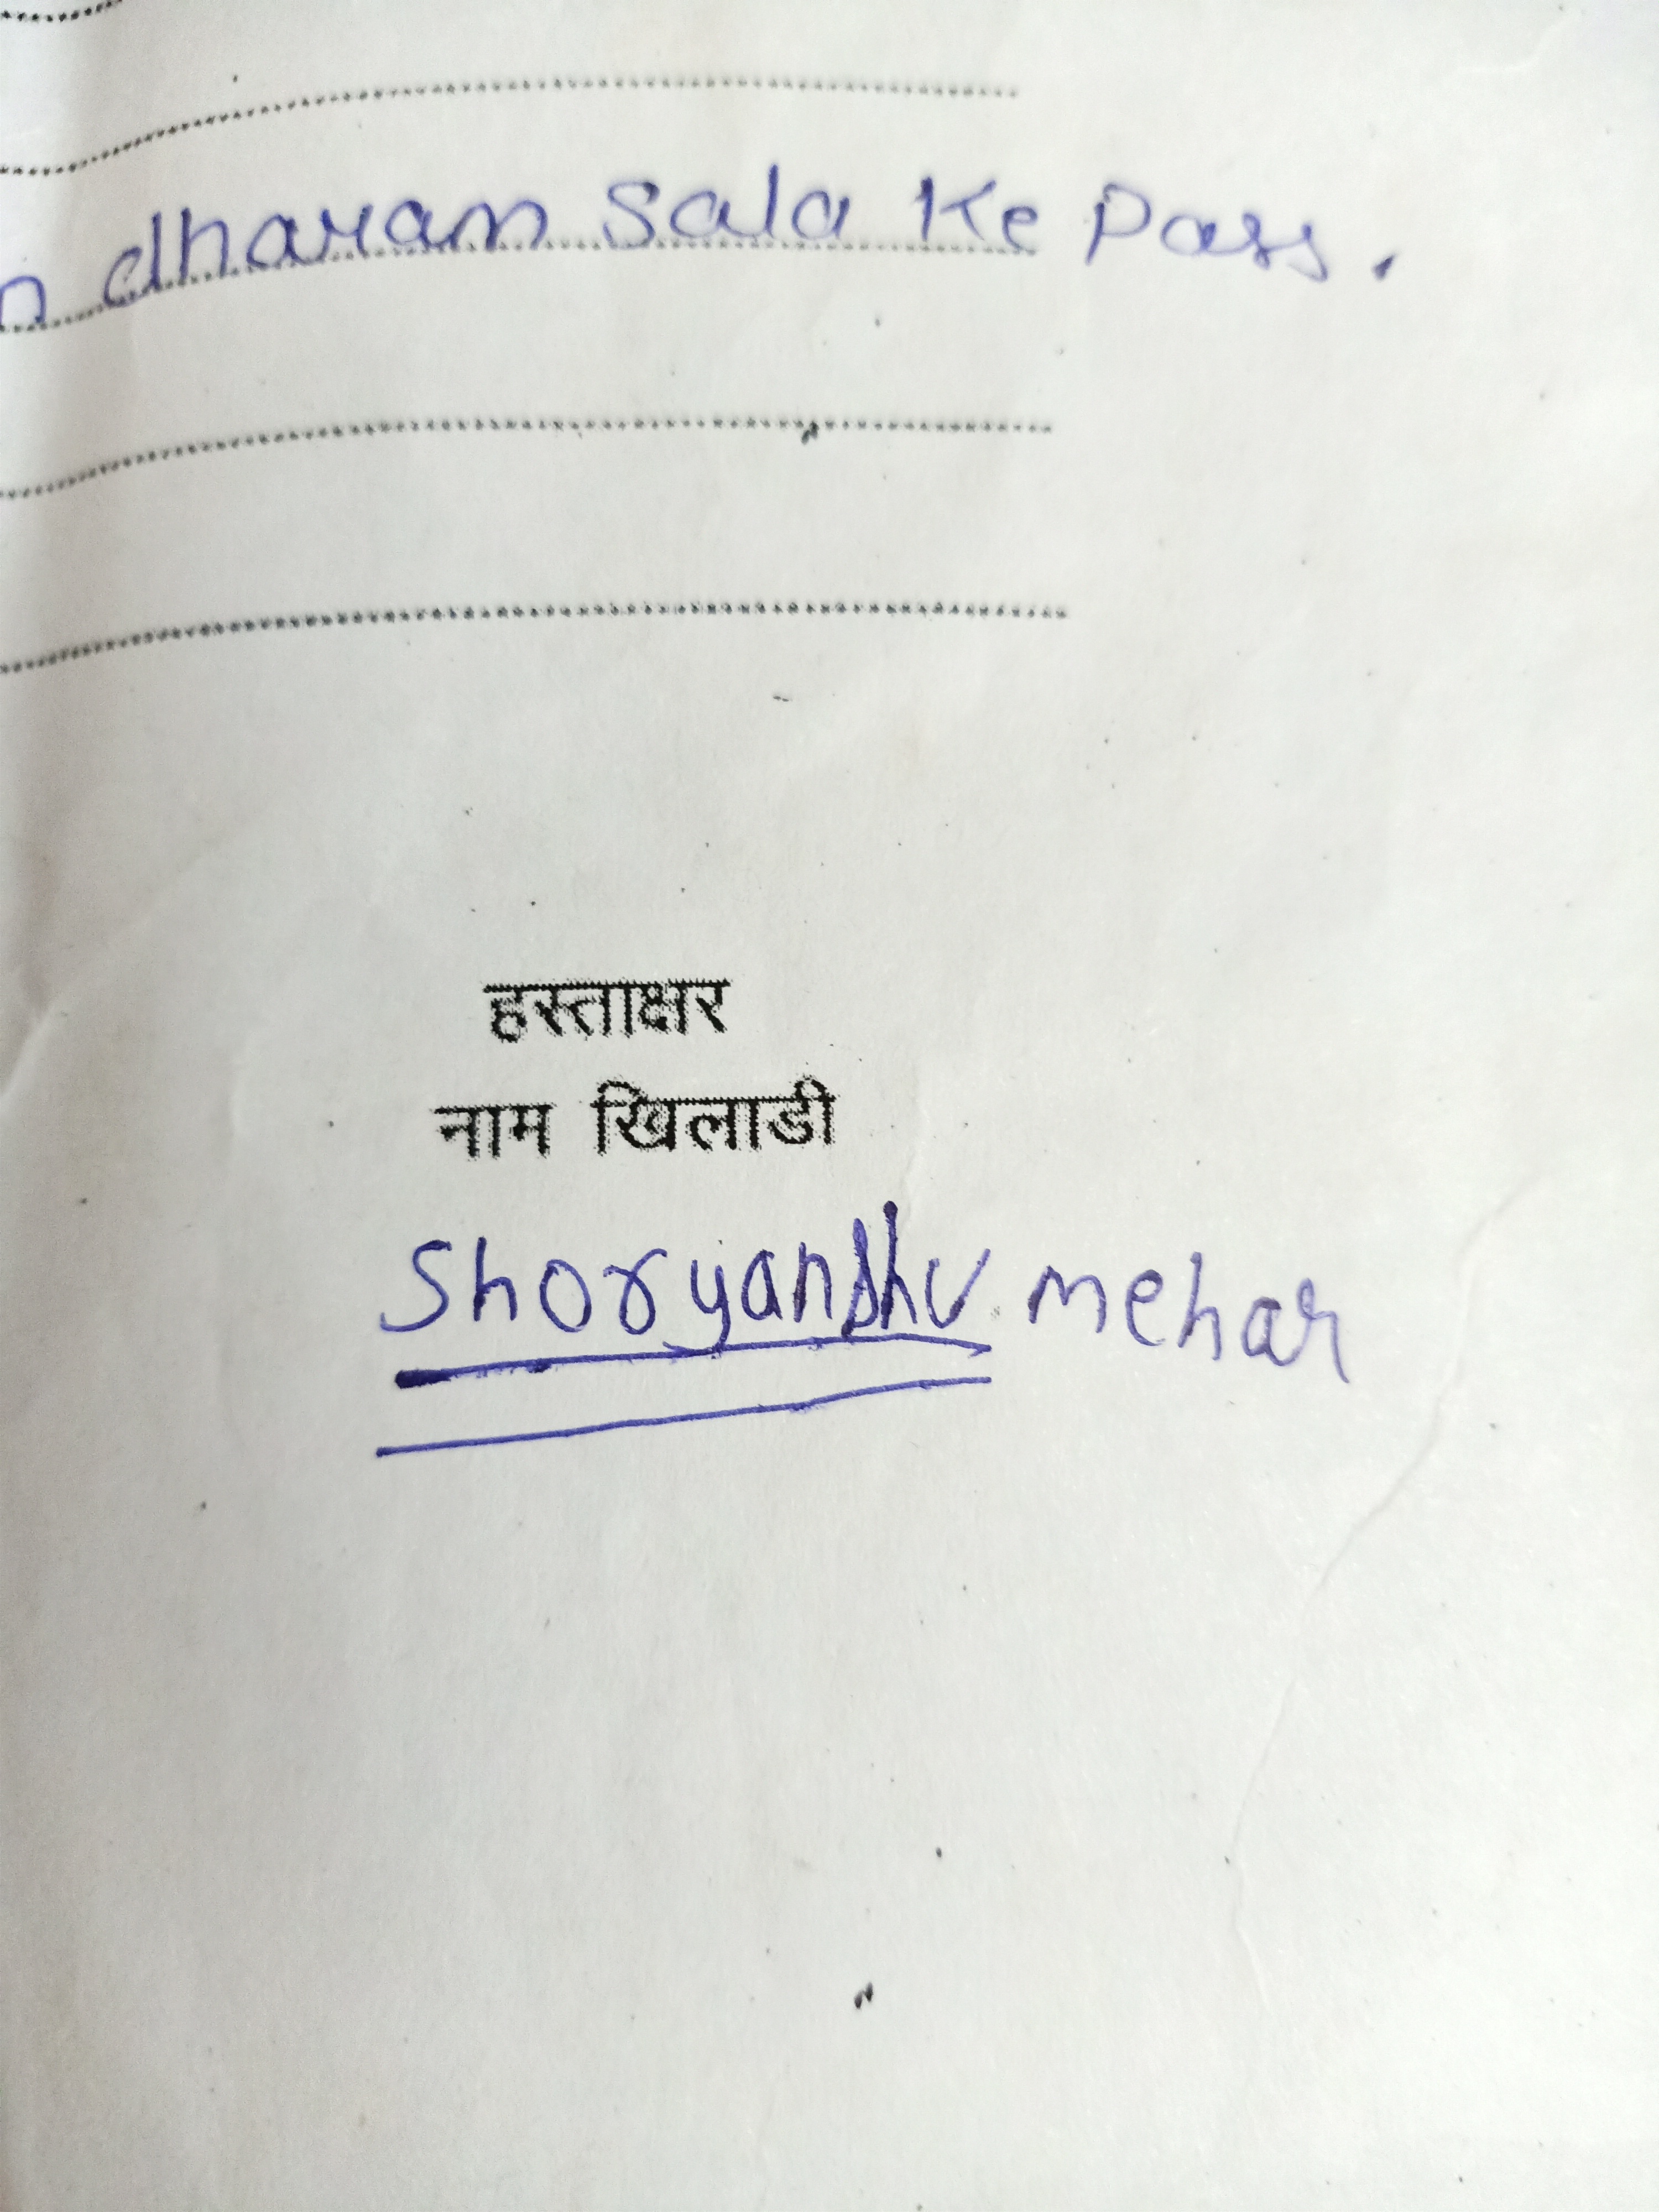 n dharam Sala Ke Pass.
हस्ताक्षर
नाम खिलाडी
Shoryanshu mehar